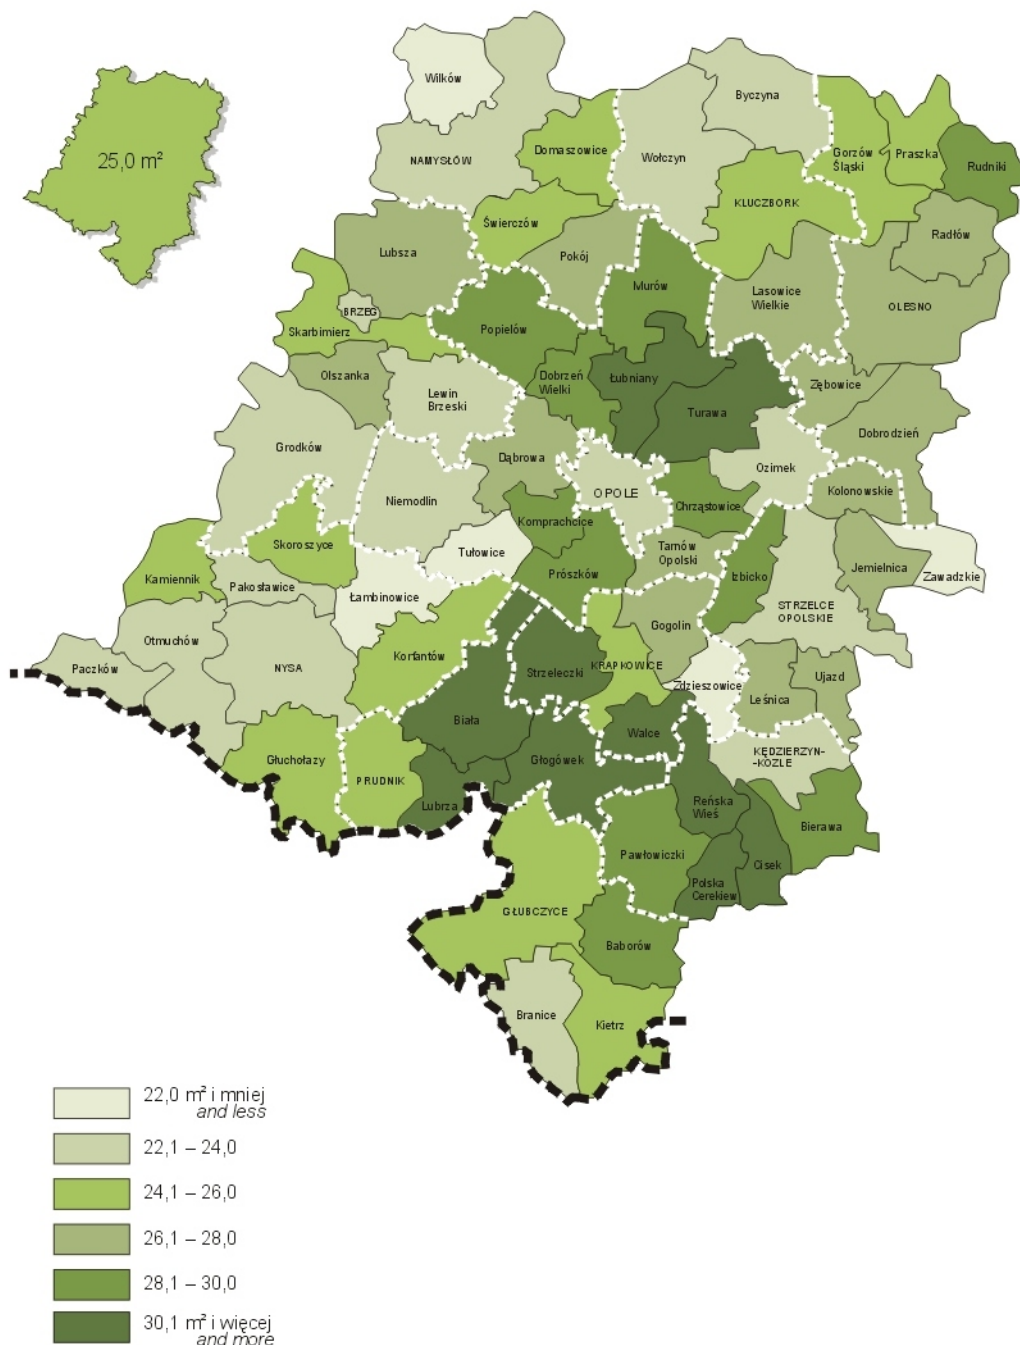 Wilków
Byczyna
25,0 m²
NAMYSŁÓW
Domaszowice
Wołczyn
Gorzów
Śląski
Praszka
Rudniki
KLUCZBORK
Świerczów
Radłów
Lubsza
Pokój
Murów
Lasowice
Wielkie
OLESNO
BRZEG
Skarbimierz
Popielów
Olszanka
Lewin
Brzeski
Dobrzeń
Wielki
Łubniany
Turawa
Zębowice
Dobrodzień
Grodków
Dąbrowa
Ozimek
Niemodlin
OPOLE
Chrząstowice
Kolonowskie
Skoroszyce
Komprachcice
Tułowice
Tarnów
Opolski
Kamiennik
Pakosławice
Łambinowice
Prószków
Izbicko
Jemielnica
Zawadzkie
STRZELCE
OPOLSKIE
Otmuchów
Gogolin
Paczków
NYSA
Korfantów
Strzeleczki
KRAPKOWICE
Zdzieszowice
Leśnica
Ujazd
Biała
Walce
Głuchołazy
PRUDNIK
Głogówek
KĘDZIERZYN-
-KOŹLE
Lubrza
Reńska
Wieś
Bierawa
Pawłowiczki
Cisek
Polska
Cerekiew
GŁUBCZYCE
Baborów
Branice
Kietrz
22,0 m² i mniej
and less
22,1 – 24,0
24,1 – 26,0
26,1 – 28,0
28,1 – 30,0
30,1 m² i więcej
and more